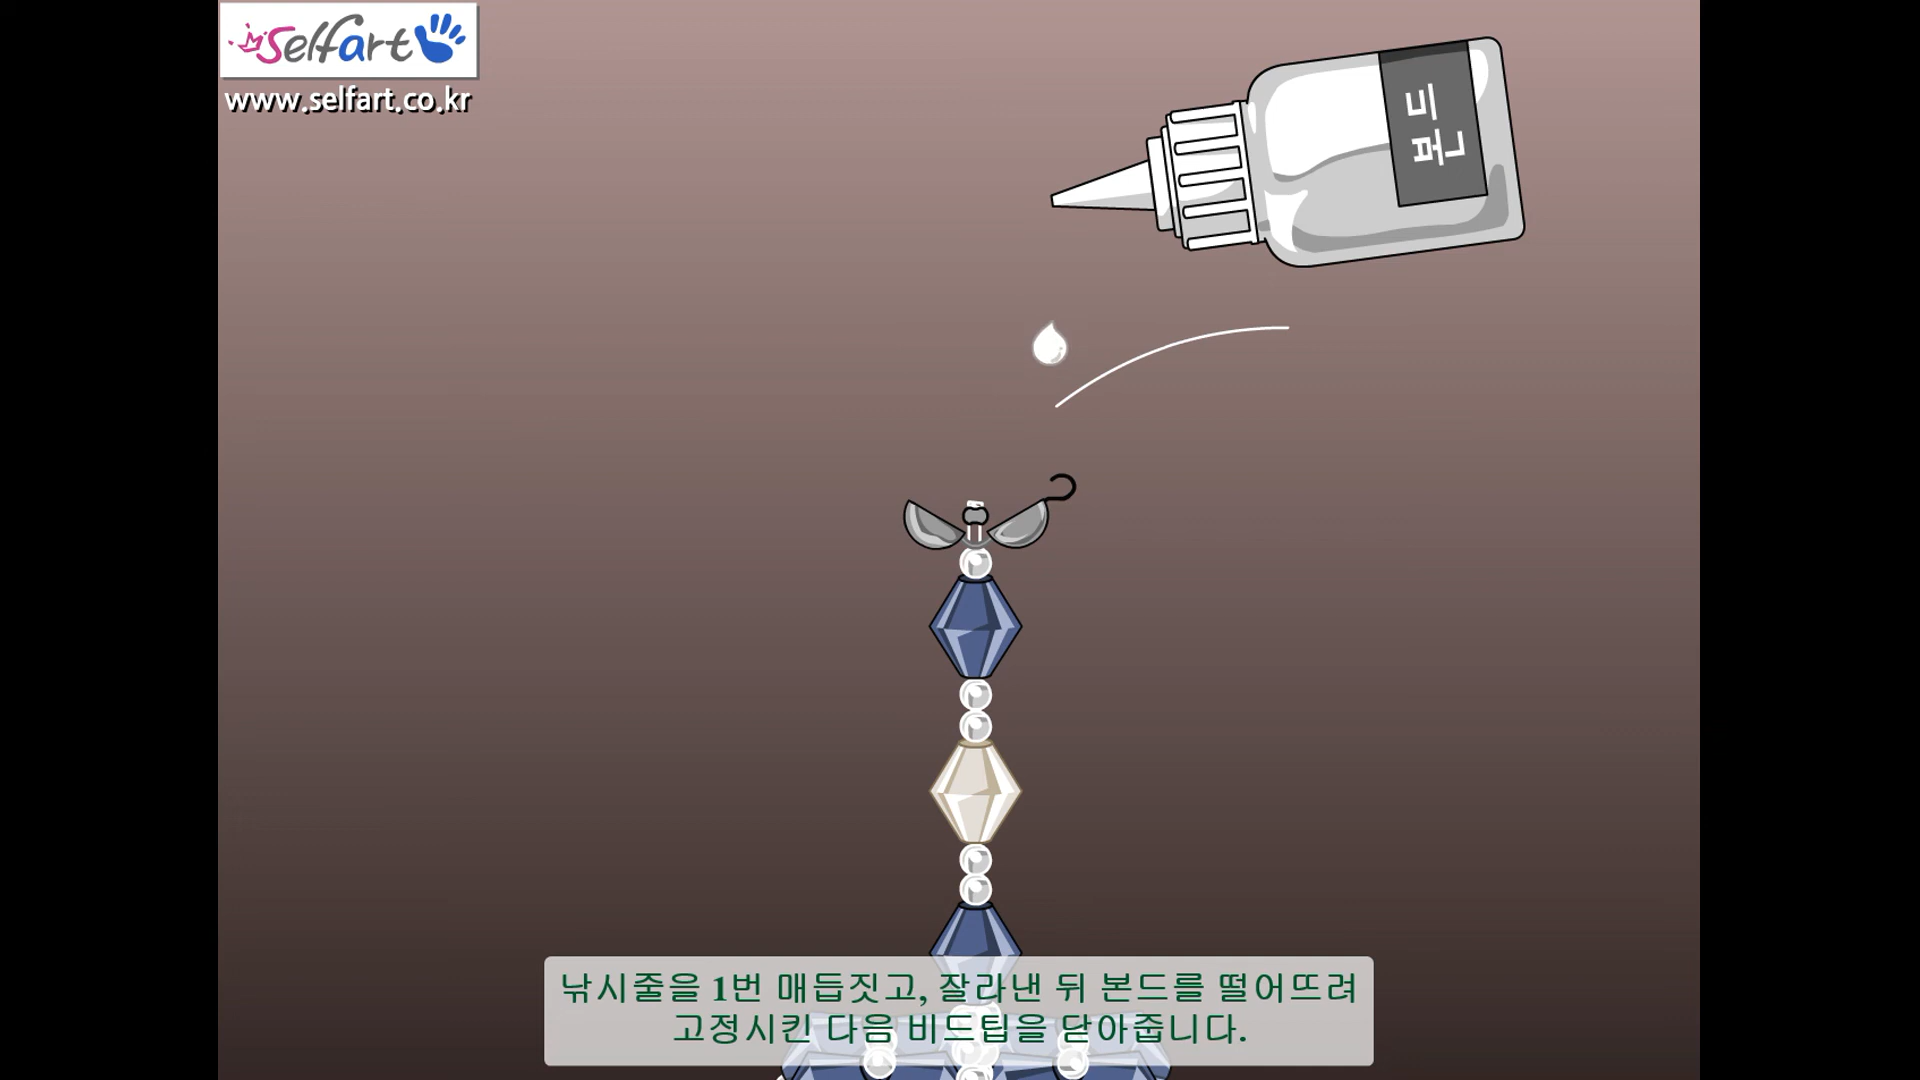 Selfart
www.selfart.co.kr
본드
낚시줄을 1번 매듭짓고, 잘라낸 뒤 본드를 떨어뜨려
고정시킨 다음 비드팁을 닫아줍니다.